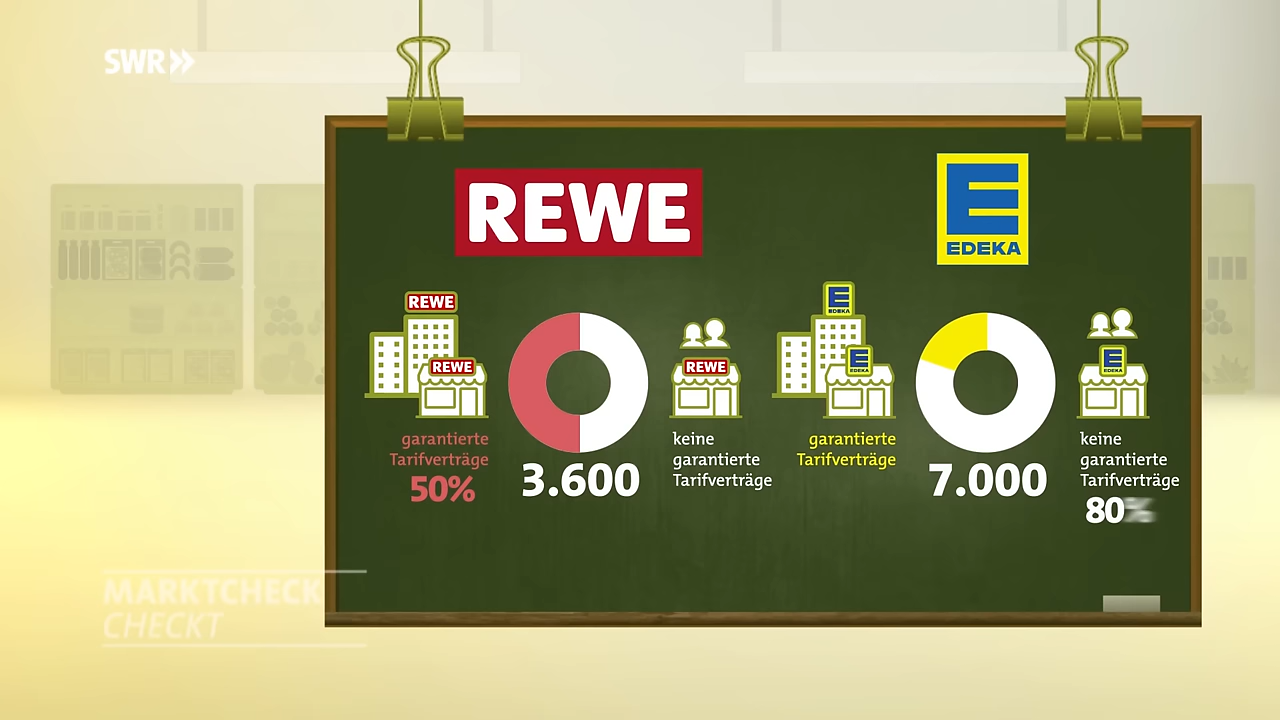 SWR
REWE
E
EDEKA
REWE
REWE
garantierte
Tarifverträge
50%
3.600
REWE
keine
garantierte
Tarifverträge
E
EDEKA
E
EDEKA
garantierte
Tarifverträge
7.000
E
EDEKA
keine
garantierte
Tarifverträge
80%
MARKTCHECK
CHECKT